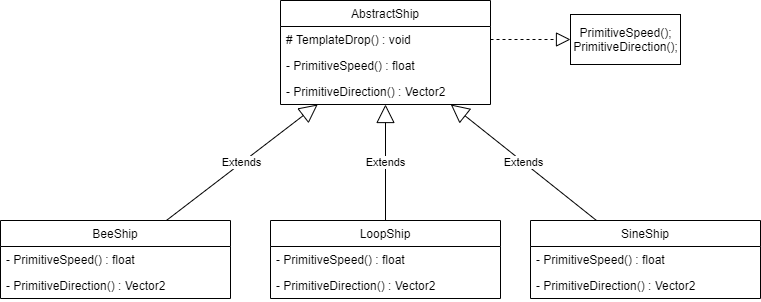 AbstractShip
# TemplateDrop() : void
- PrimitiveSpeed() : float
- PrimitiveDirection() : Vector2
PrimitiveSpeed();
PrimitiveDirection();
Extends
Extends
Extends
BeeShip
- PrimitiveSpeed() : float
- PrimitiveDirection() : Vector2
LoopShip
- PrimitiveSpeed() : float
- PrimitiveDirection() : Vector2
SineShip
- PrimitiveSpeed() : float
- PrimitiveDirection() : Vector2